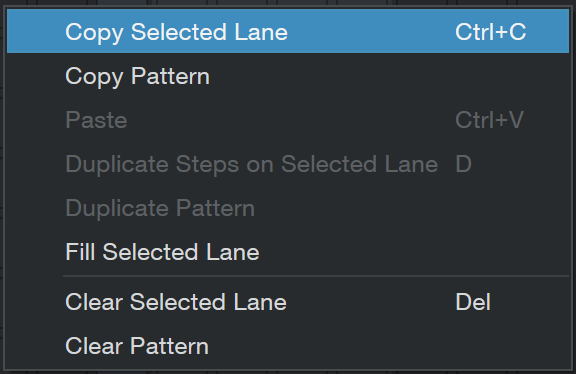 Copy Selected Lane Ctrl+C
Copy Pattern
Paste Ctrl+V
Duplicate Steps on Selected Lane D
Duplicate Pattern
Fill Selected Lane
Clear Selected Lane Del
Clear Pattern